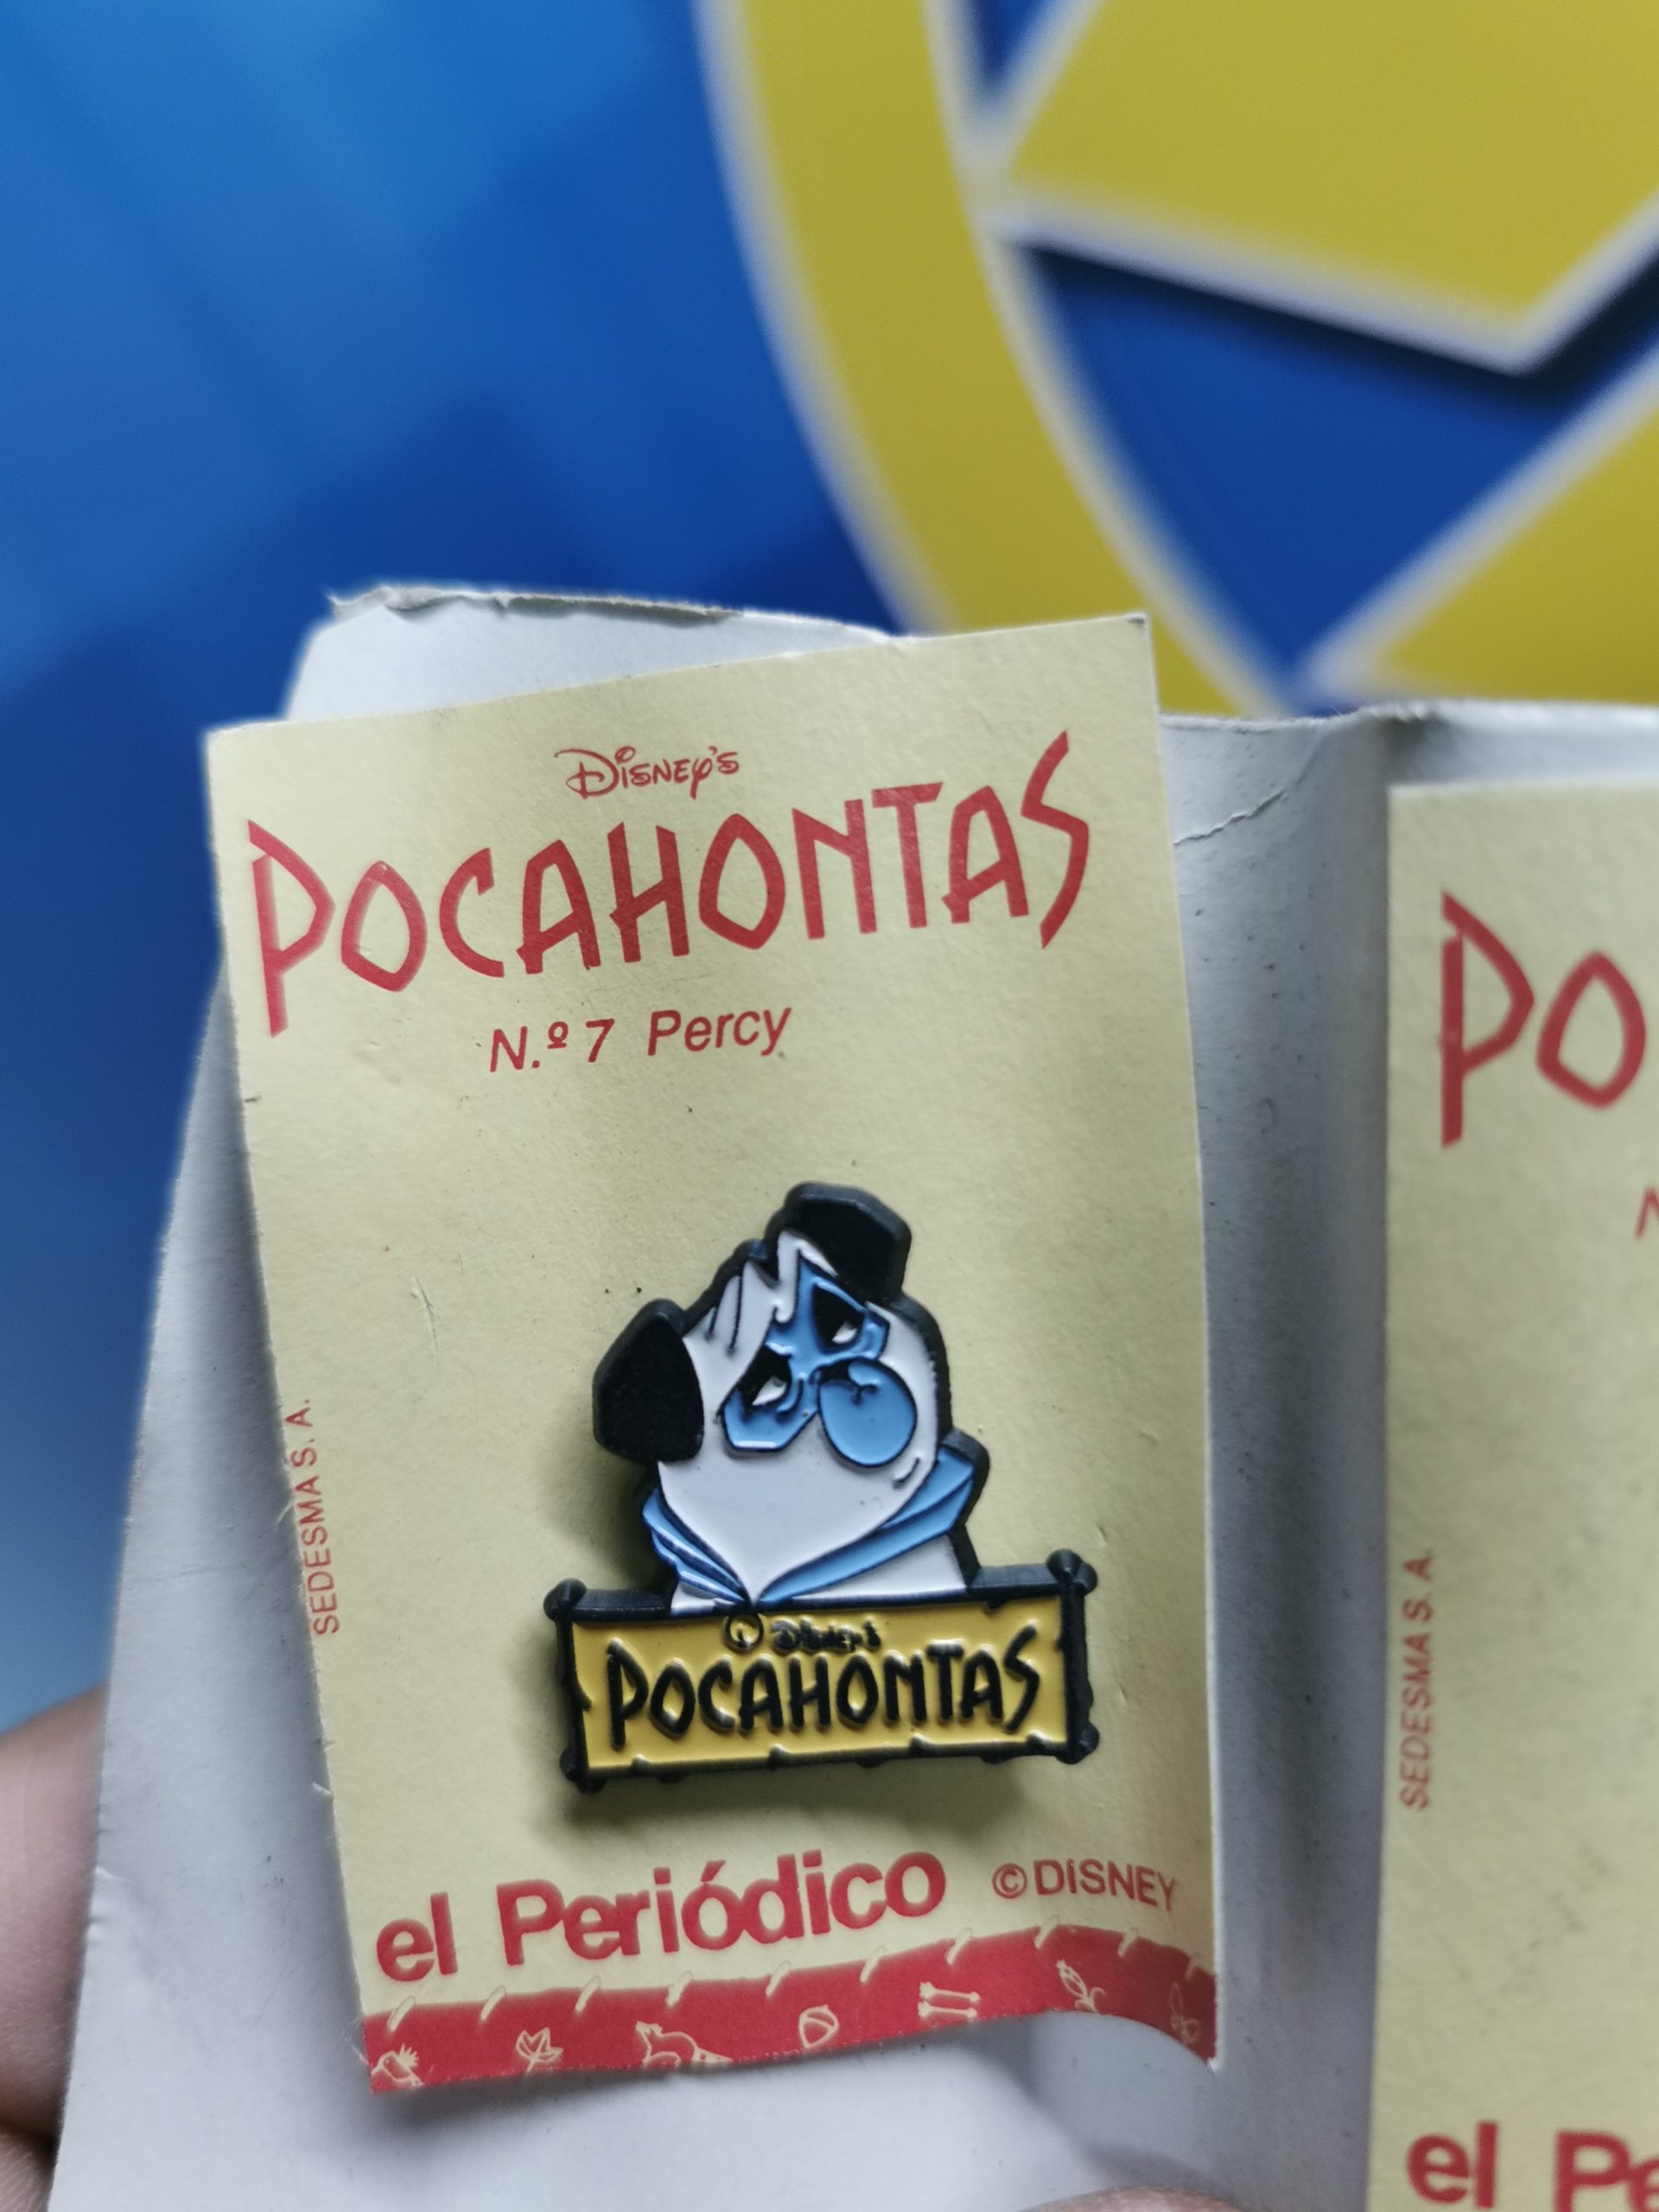 Disney's
POCAHONTAS
N.º 7 Percy
SEDESMA S. A.
Disney's
POCAHONTAS
el Periódico © DISNEY
PO
N
SEDESMA S. A.
el Pe